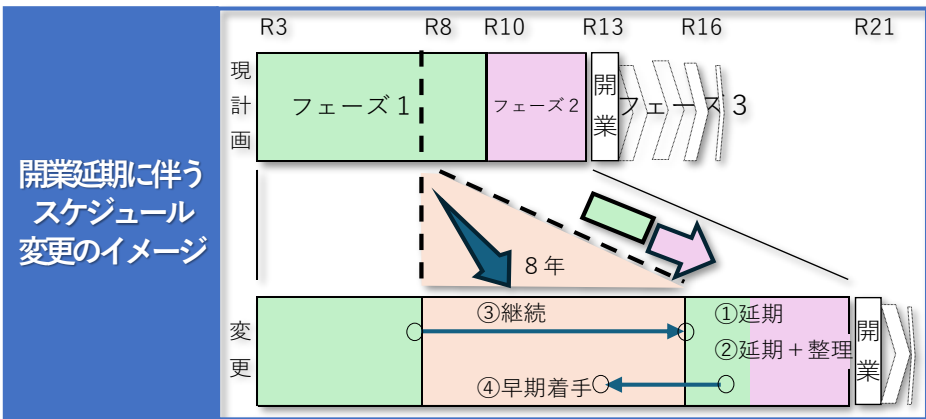 開業延期に伴う
スケジュール
変更のイメージ
R3 R8 R10 R13 R16 R21
現計画
フェーズ1
フェーズ2
開業
フェーズ3
8年
変更
③継続
①延期
②延期+整理
④早期着手
開業